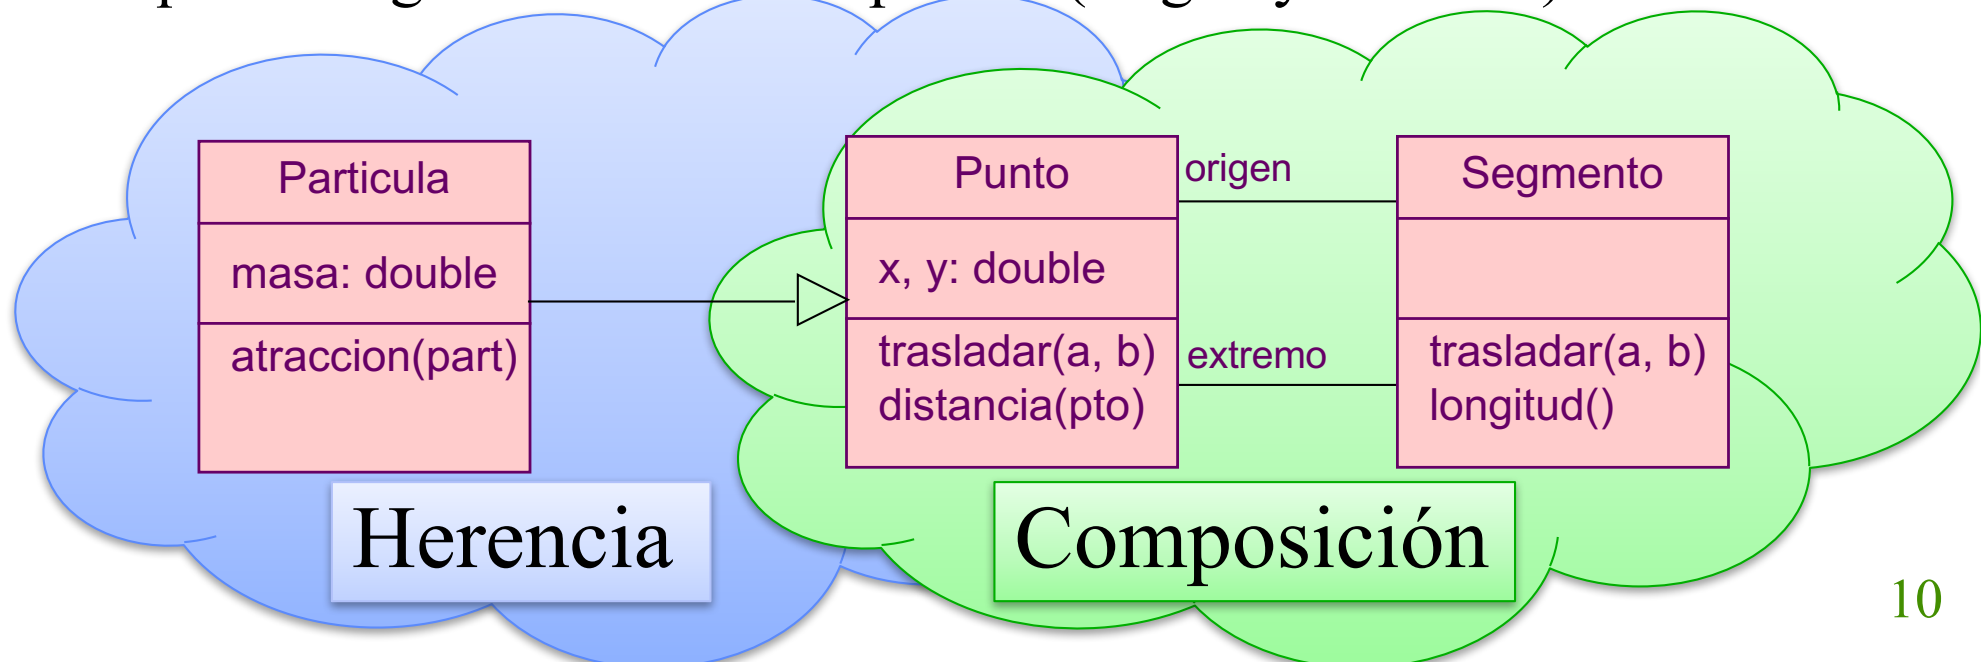 Particula
masa: double
atraccion(part)
Punto
x, y: double
trasladar(a, b)
distancia(pto)
origen
extremo
Segmento
trasladar(a, b)
longitud()
Herencia
Composición
10